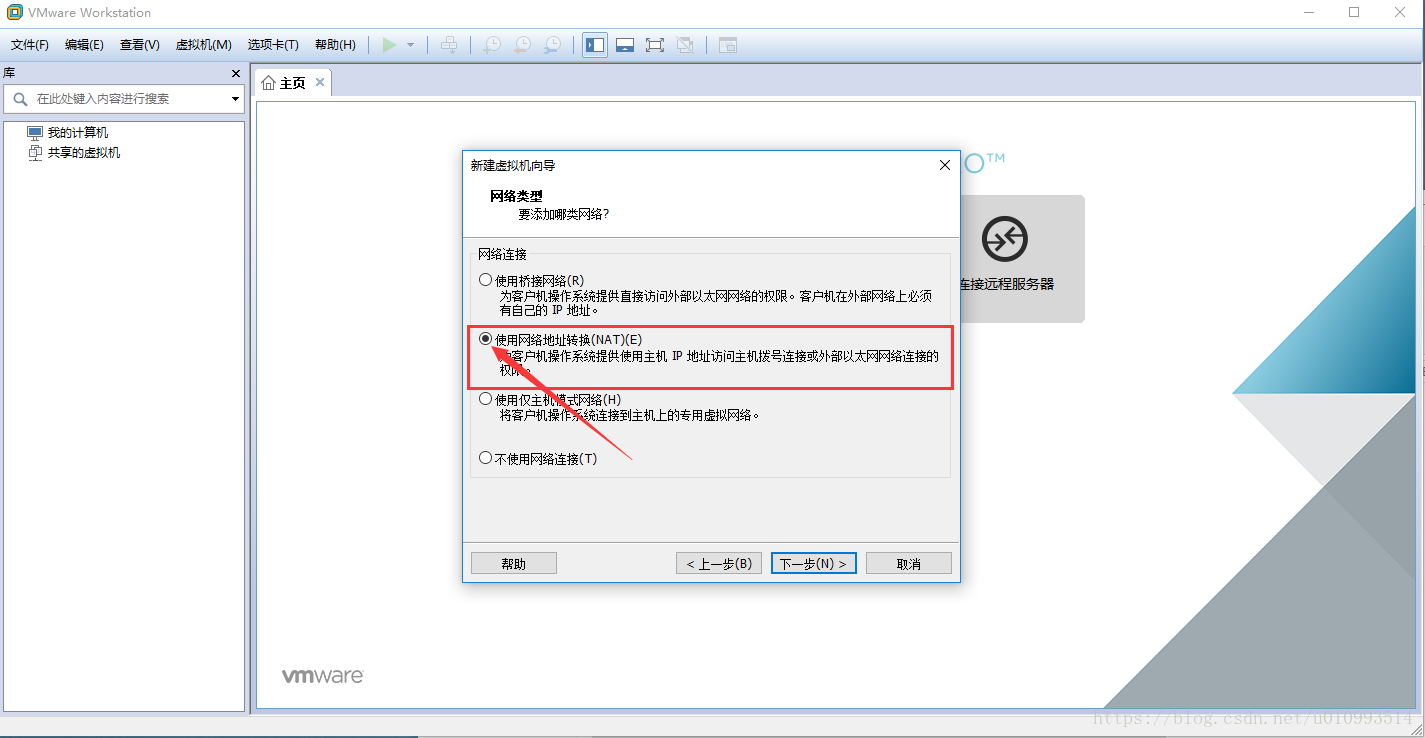 VMware Workstation
文件(F) 编辑(E) 查看(V) 虚拟机(M) 选项卡(T) 帮助(H)
库
在此处键入内容进行搜索
我的计算机
共享的虚拟机
主页
O™
连接远程服务器
新建虚拟机向导
网络类型
要添加哪类网络?
网络连接
使用桥接网络(R)
为客户机操作系统提供直接访问外部以太网网络的权限。客户机在外部网络上必须
有自己的 IP 地址。
使用网络地址转换(NAT)(E)
为客户机操作系统提供使用主机 IP 地址访问主机拨号连接或外部以太网网络连接的
权限。
使用仅主机模式网络(H)
将客户机操作系统连接到主机上的专用虚拟网络。
不使用网络连接(T)
帮助 < 上一步(B) 下一步(N) > 取消
vmware
https://blog.csdn.net/u010993514